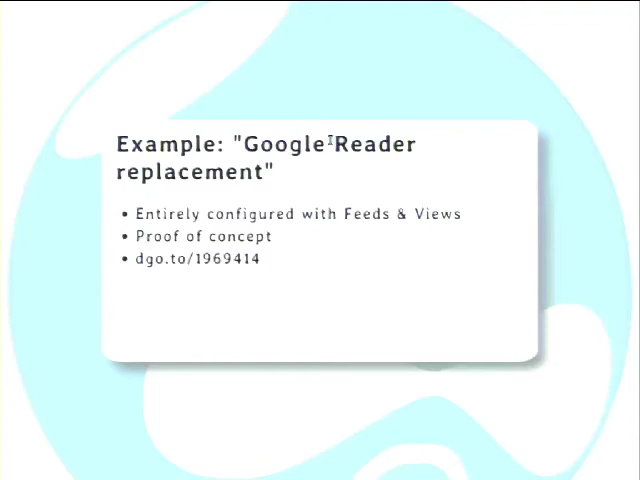 Example: "Google Reader
replacement"
• Entirely configured with Feeds & Views
• Proof of concept
• dgo.to/1969414